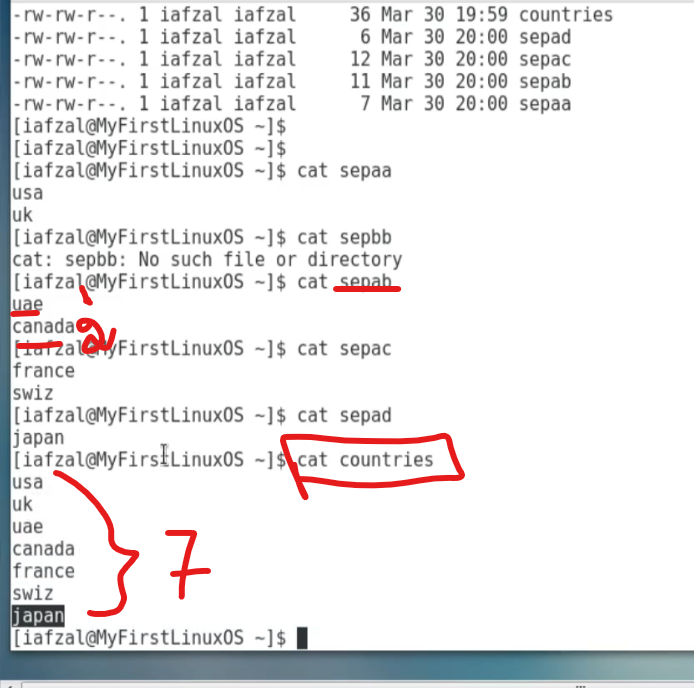 -rw-rw-r--. 1 iafzal iafzal 36 Mar 30 19:59 countries
-rw-rw-r--. 1 iafzal iafzal 6 Mar 30 20:00 sepad
-rw-rw-r--. 1 iafzal iafzal 12 Mar 30 20:00 sepac
-rw-rw-r--. 1 iafzal iafzal 11 Mar 30 20:00 sepab
-rw-rw-r--. 1 iafzal iafzal 7 Mar 30 20:00 sepaa
[iafzal@MyFirstLinuxOS ~]$
[iafzal@MyFirstLinuxOS ~]$
[iafzal@MyFirstLinuxOS ~]$ cat sepaa
usa
uk
[iafzal@MyFirstLinuxOS ~]$ cat sepbb
cat: sepbb: No such file or directory
[iafzal@MyFirstLinuxOS ~]$ cat sepab
uae
canada 2
[iafzal@MyFirstLinuxOS ~]$ cat sepac
france
swiz
[iafzal@MyFirstLinuxOS ~]$ cat sepad
japan
[iafzal@MyFirstLinuxOS ~]$ cat countries
usa
uk
uae
canada
france 7
swiz
japan
[iafzal@MyFirstLinuxOS ~]$